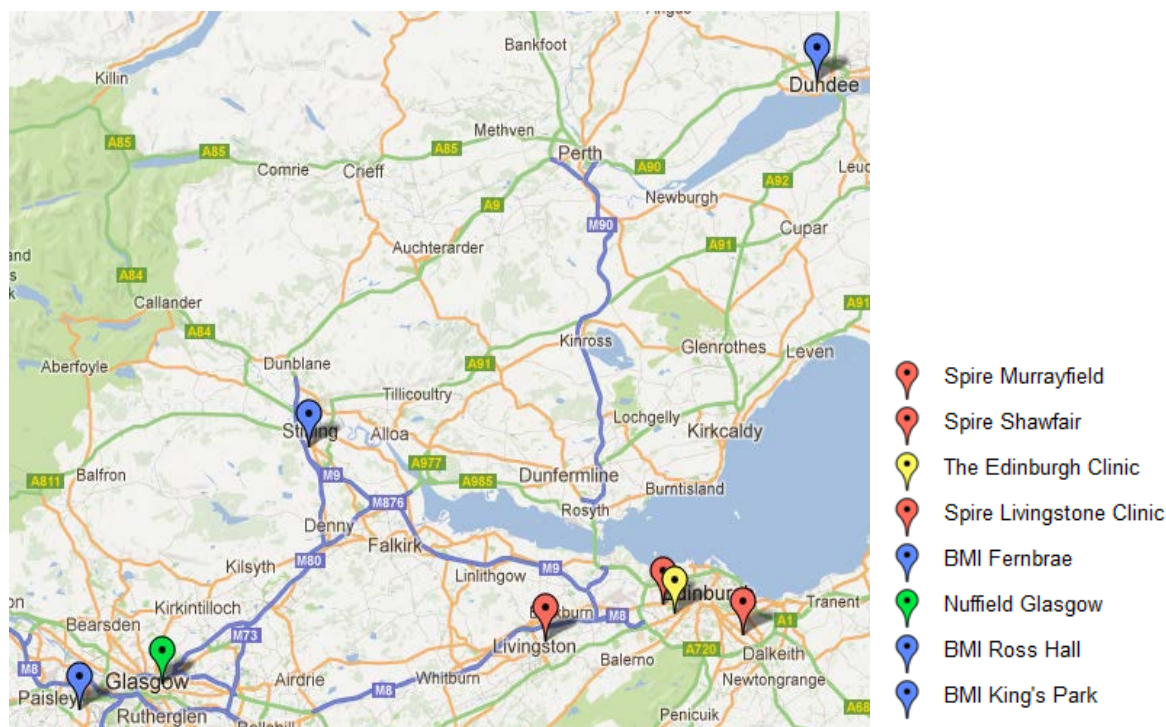 Killin
Bankfoot
Angus
Dundee
Methven
A85
A85
A85
Perth
Comrie
Crieff
A90
A92
Leuc
Newburgh
A9
M90
Cupar
Auchterarder
A91
and
s
k
A84
Callander
A91
A84
Kinross
Glenrothes
Leven
Dunblane
Aberfoyle
A91
Tillicoultry
Lochgelly
Kirkcaldy
Stirling
Alloa
A977
Balfron
M9
A985
Dunfermline
A811
M876
Burntisland
Rosyth
Denny
Falkirk
M80
Kilsyth
Linlithgow
M9
Edinburgh
Kirkintilloch
Tranent
Bearsden
M8
A1
M73
Livingston
Balerno
A720
Dalkeith
M8
Glasgow
Whitburn
Newtongrange
Paisley
Airdrie
M8
Rutherglen
Penicuik
A68
Spire Murrayfield
Spire Shawfair
The Edinburgh Clinic
Spire Livingstone Clinic
BMI Fernbrae
Nuffield Glasgow
BMI Ross Hall
BMI King's Park